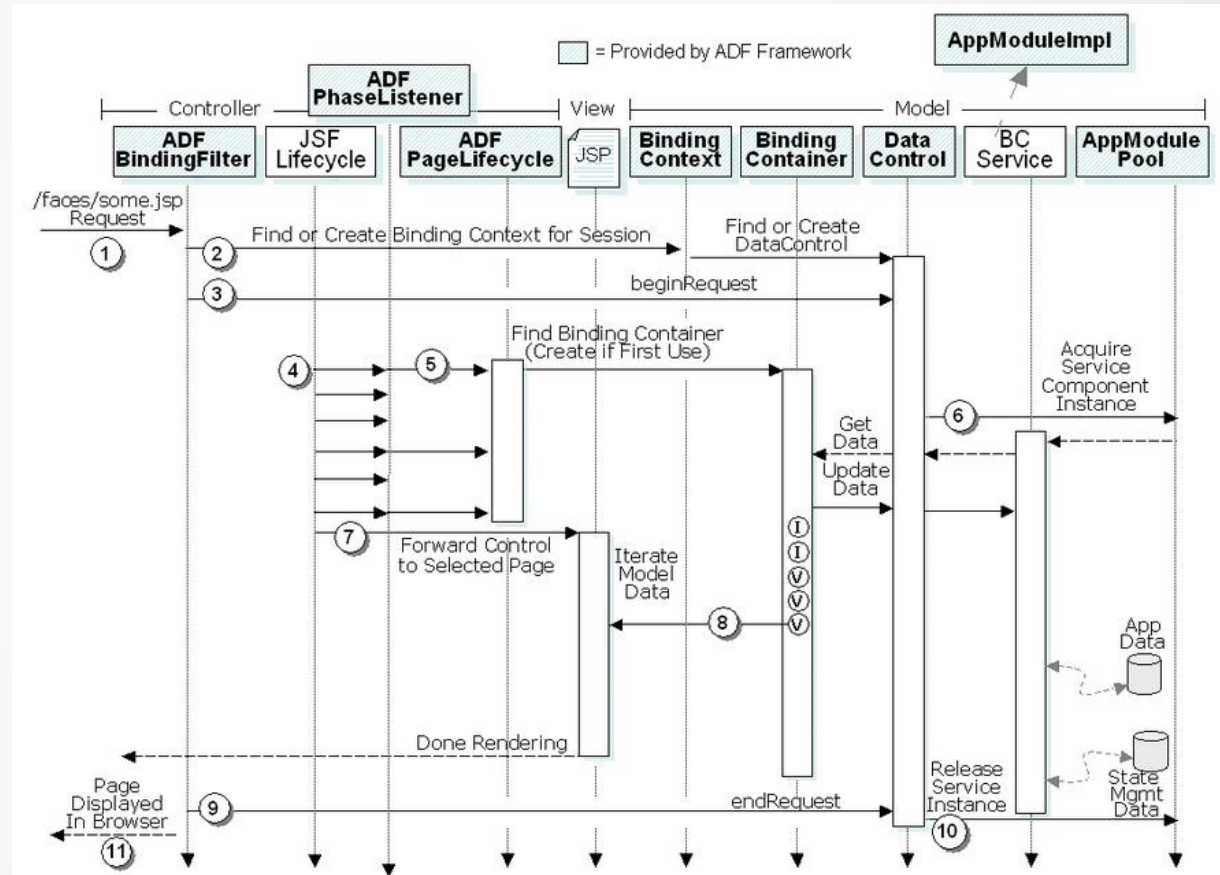 AppModuleImpl
= Provided by ADF Framework
ADF
PhaseListener
Controller
View
Model
ADF
BindingFilter
JSF
Lifecycle
ADF
PageLifecycle
JSP
Binding
Context
Binding
Container
Data
Control
BC
Service
AppModule
Pool
/faces/some.jsp
Request
1
2
Find or Create Binding Context for Session
Find or Create
DataControl
3
beginRequest
Find Binding Container
(Create if First Use)
4
5
Acquire
Service
Component
Instance
6
Get
Data
Update
Data
7
Forward Control
to Selected Page
I
I
V
V
V
Iterate
Model
Data
8
App
Data
Done Rendering
State
Mgmt
Data
Release
Service
Instance
Page
Displayed
In Browser
9
endRequest
10
11